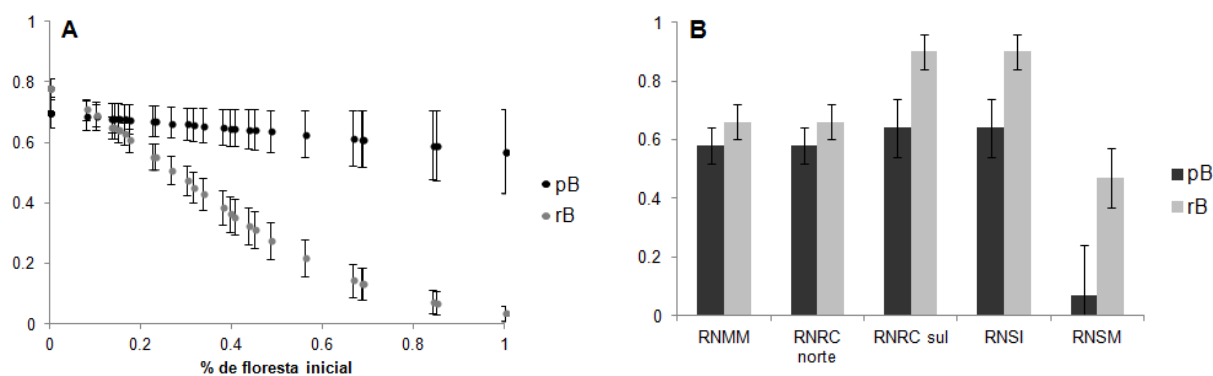 A
1
0.8
0.6
0.4
0.2
0
0
0.2
0.4
0.6
0.8
1
% de floresta inicial
pB
rB
B
1
0.8
0.6
0.4
0.2
0
RNMM
RNRC
norte
RNRC sul
RNSI
RNSM
pB
rB